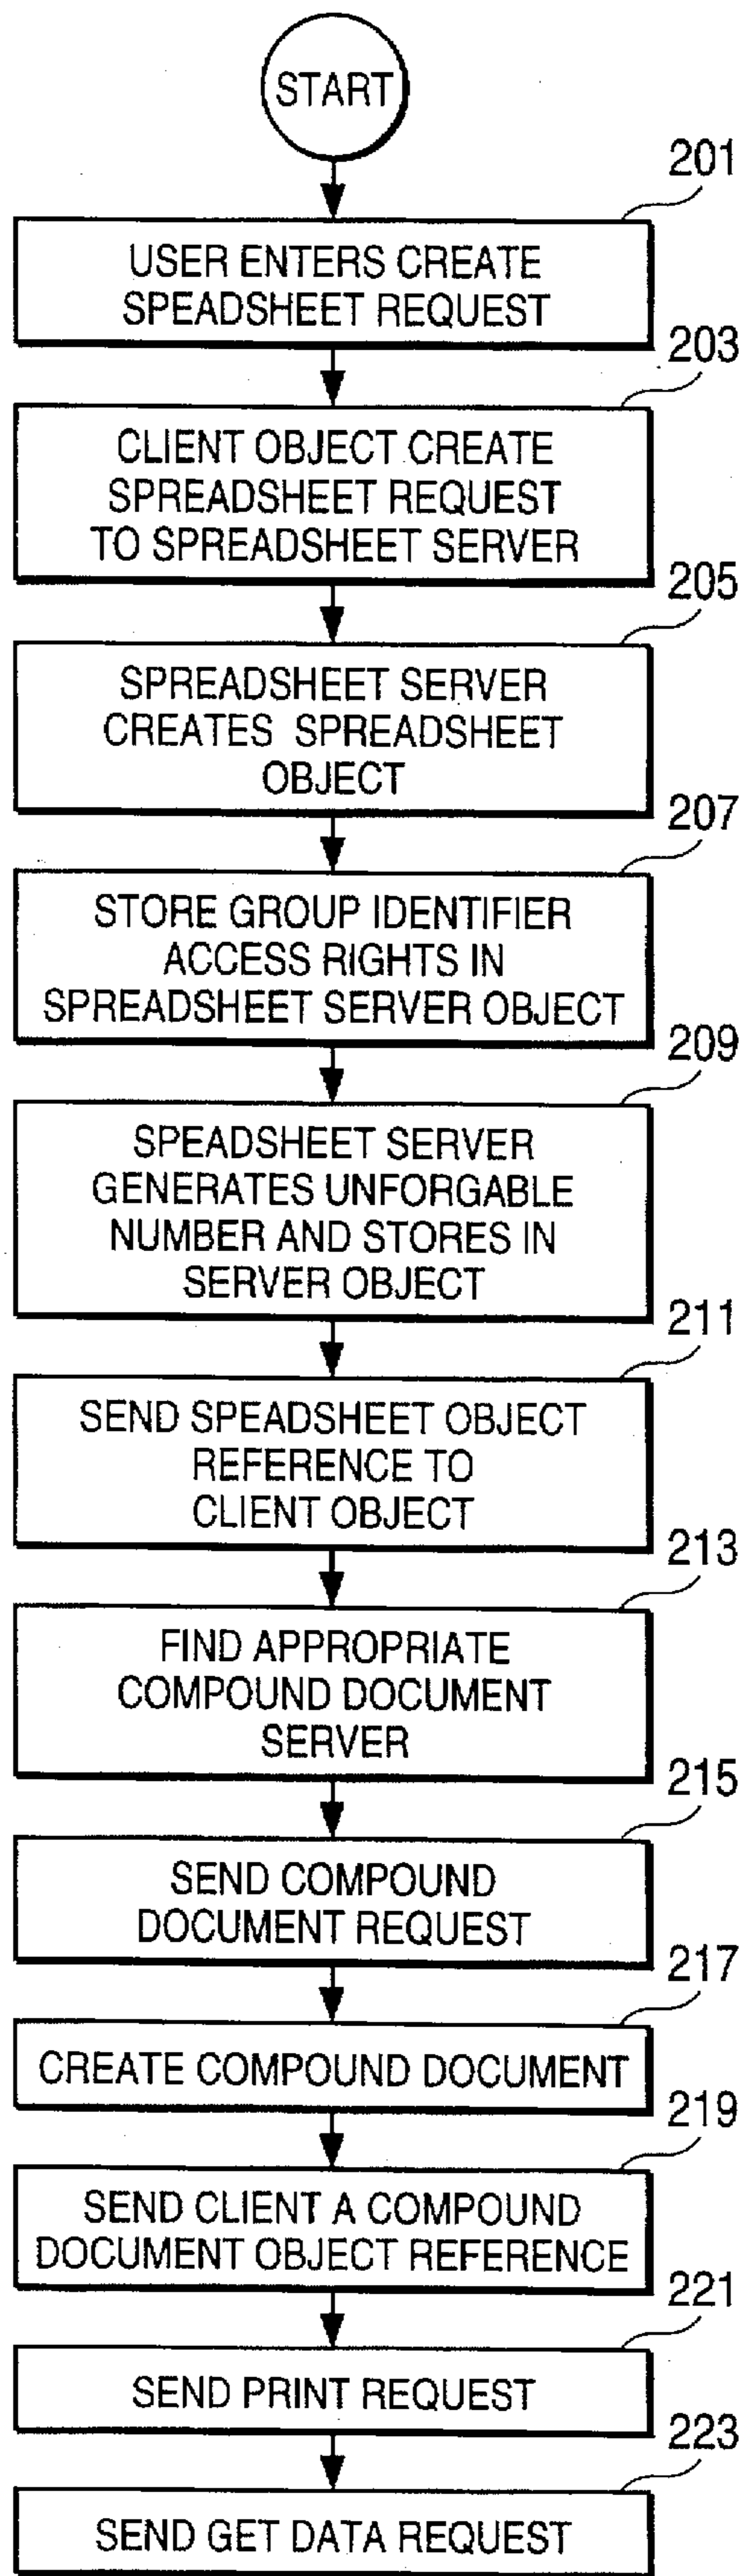 START
201
USER ENTERS CREATE
SPEADSHEET REQUEST
203
CLIENT OBJECT CREATE
SPREADSHEET REQUEST
TO SPREADSHEET SERVER
205
SPREADSHEET SERVER
CREATES SPREADSHEET
OBJECT
207
STORE GROUP IDENTIFIER
ACCESS RIGHTS IN
SPREADSHEET SERVER OBJECT
209
SPEADSHEET SERVER
GENERATES UNFORGABLE
NUMBER AND STORES IN
SERVER OBJECT
211
SEND SPEADSHEET OBJECT
REFERENCE TO
CLIENT OBJECT
213
FIND APPROPRIATE
COMPOUND DOCUMENT
SERVER
215
SEND COMPOUND
DOCUMENT REQUEST
217
CREATE COMPOUND DOCUMENT
219
SEND CLIENT A COMPOUND
DOCUMENT OBJECT REFERENCE
221
SEND PRINT REQUEST
223
SEND GET DATA REQUEST